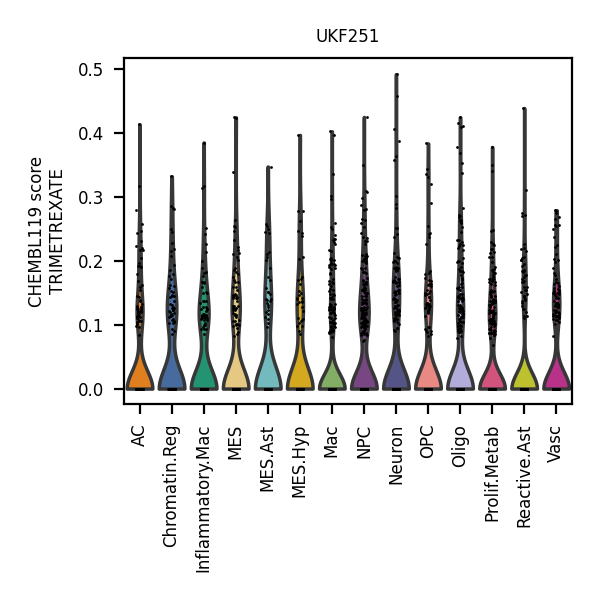 UKF251
CHEMBL119 score
TRIMETREXATE
0.5
0.4
0.3
0.2
0.1
0.0
AC
Chromatin.Reg
Inflammatory.Mac
MES
MES.Ast
MES.Hyp
Mac
NPC
Neuron
OPC
Oligo
Prolif.Metab
Reactive.Ast
Vasc